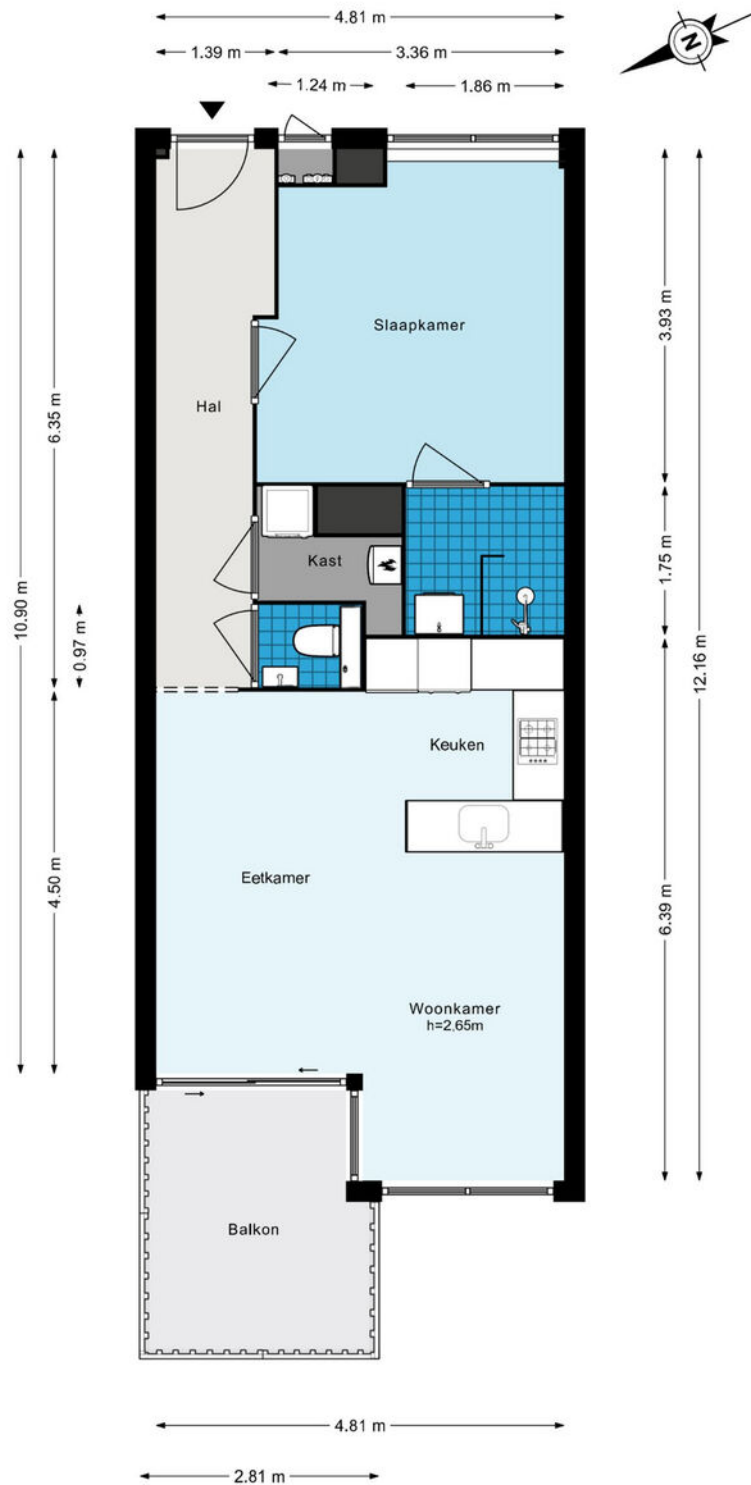 4.81 m
1.39 m
3.36 m
N
1.24 m
1.86 m
Slaapkamer
3.93 m
Hal
6.35 m
Kast
1.75 m
10.90 m
0.97 m
12.16 m
Keuken
Eetkamer
4.50 m
6.39 m
Woonkamer
h=2.65m
Balkon
4.81 m
2.81 m